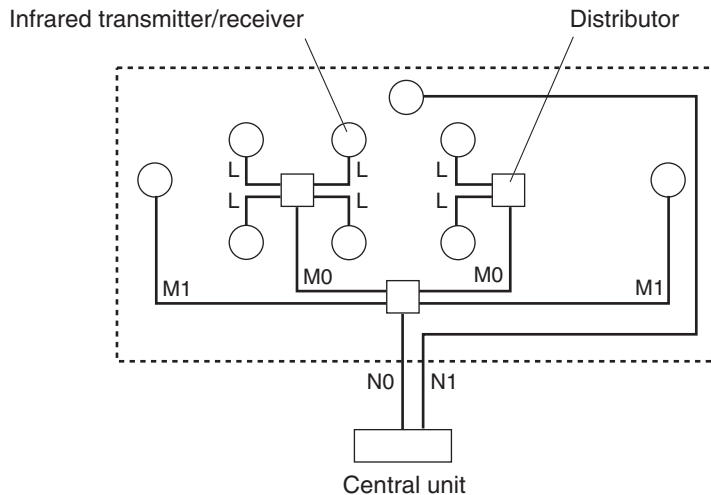 Infrared transmitter/receiver
Distributor
L L L
L L L
M0 M0
M1 M1
N0 N1
Central unit